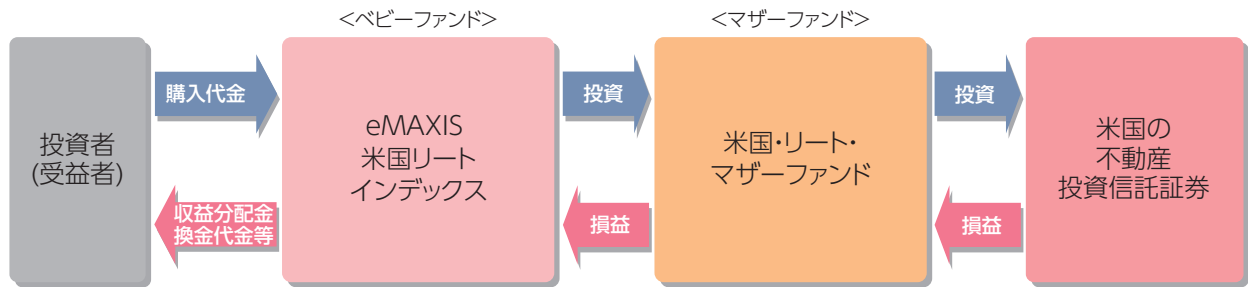 <ベビーファンド>
<マザーファンド>
投資者
(受益者)
購入代金
収益分配金
換金代金等
eMAXIS
米国リート
インデックス
投資
損益
米国・リート・
マザーファンド
投資
損益
米国の
不動産
投資信託証券